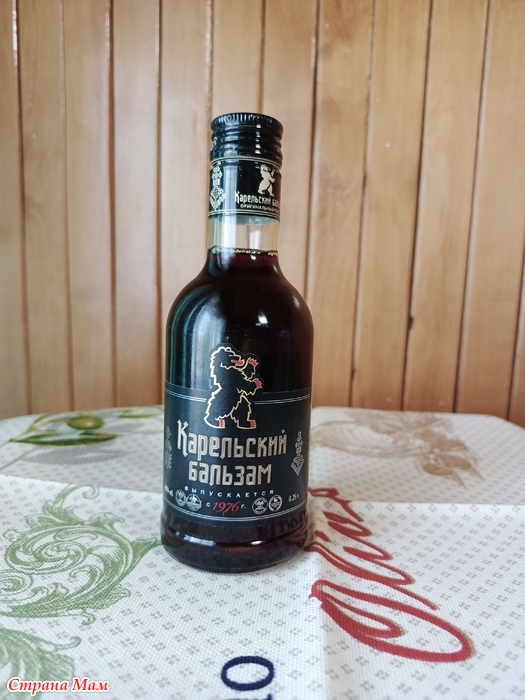 Карельский бальзам
Карельский
бальзам
ВЫПУСКАЕТСЯ
с 1976 г.
0,25 л
Страна Мам